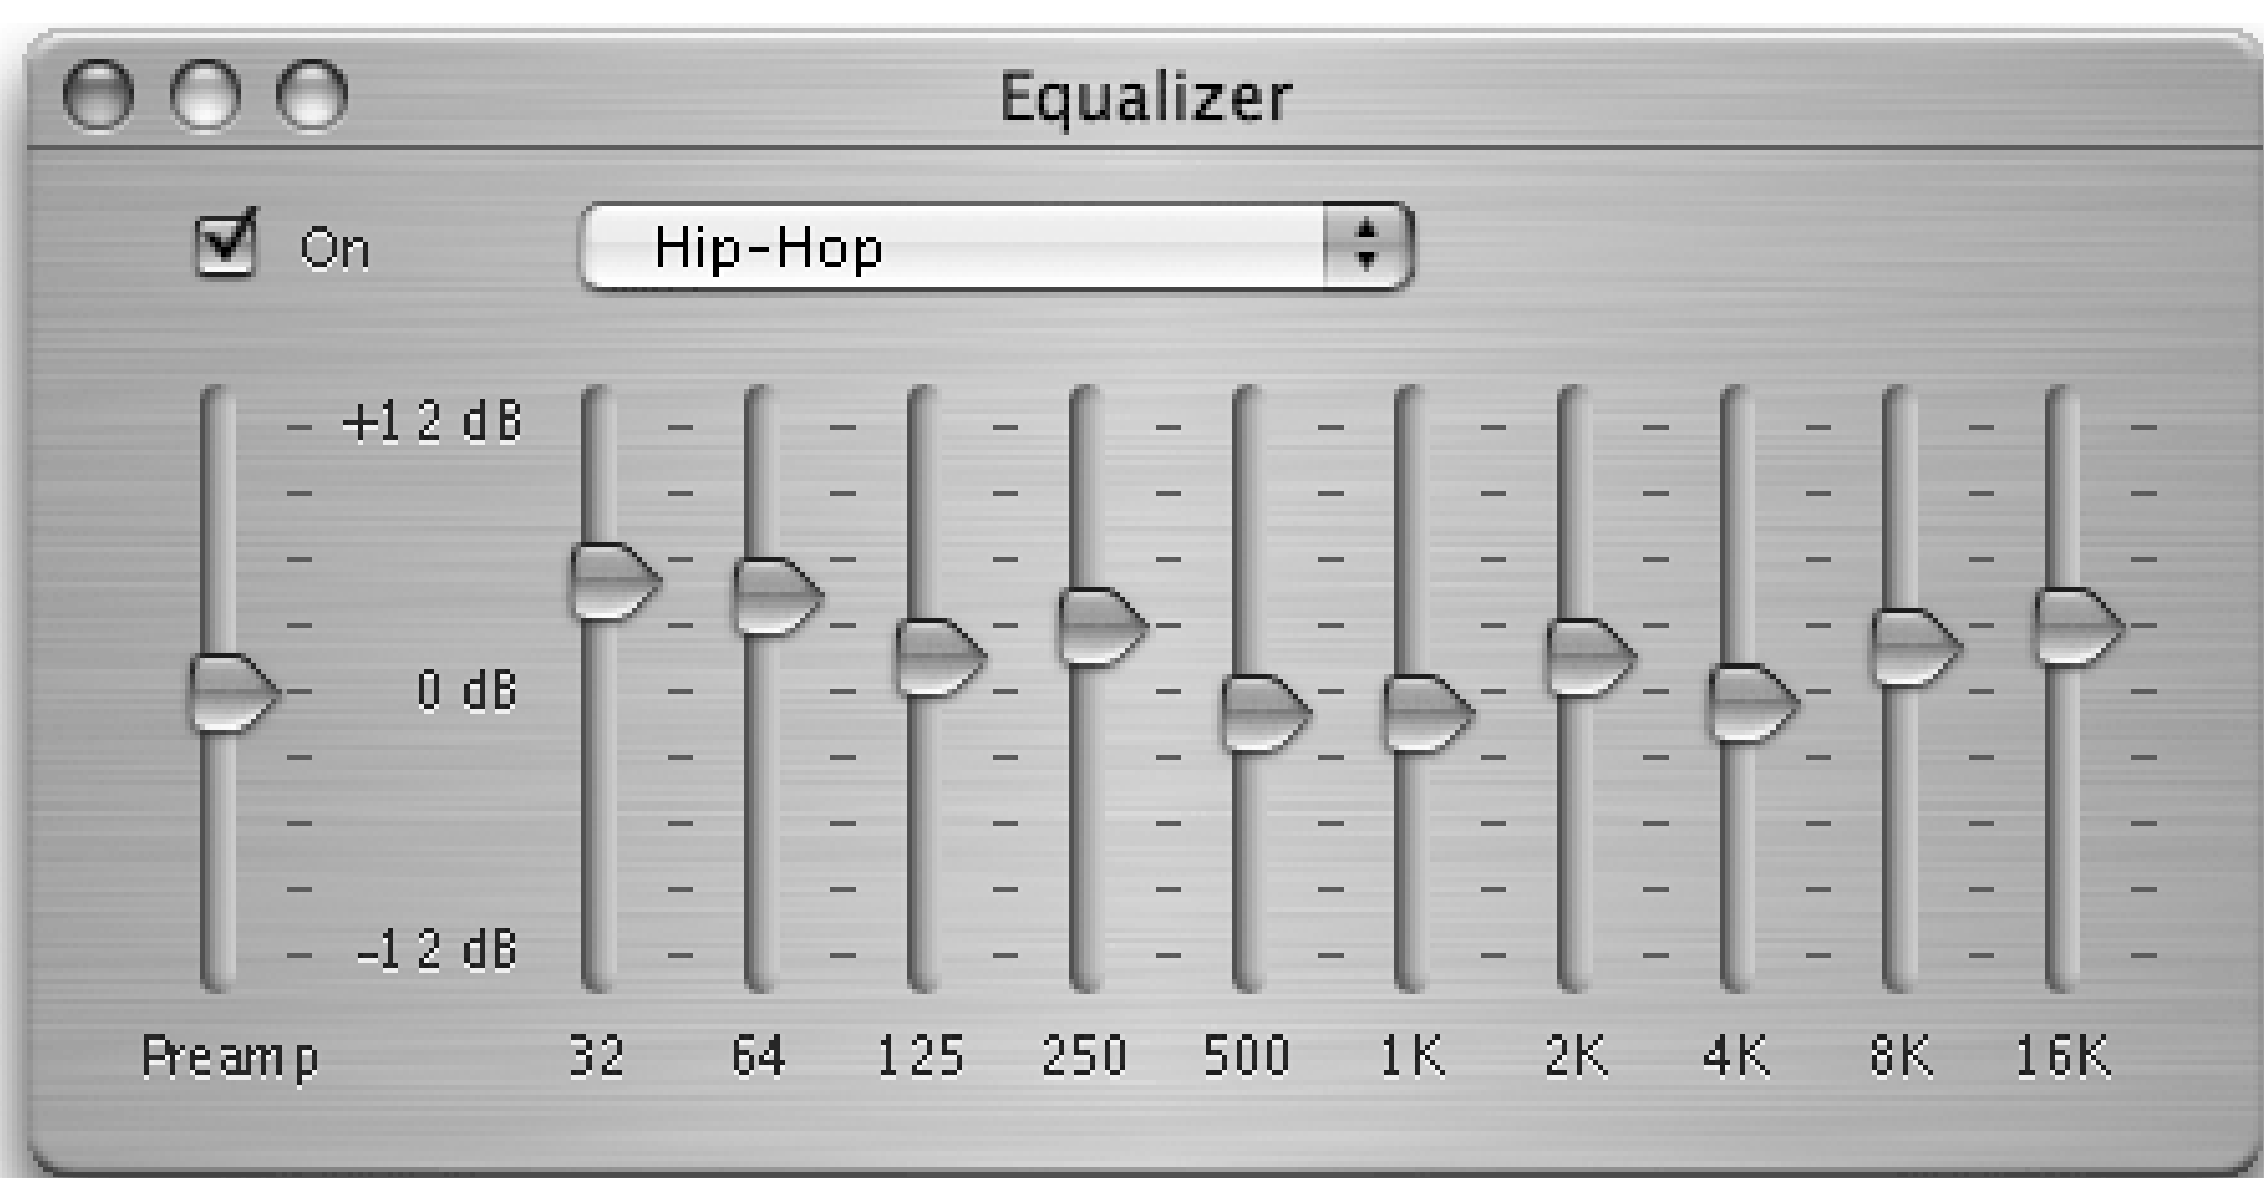 Equalizer
On
Hip-Hop
+12 dB
0 dB
-12 dB
Preamp 32 64 125 250 500 1K 2K 4K 8K 16K